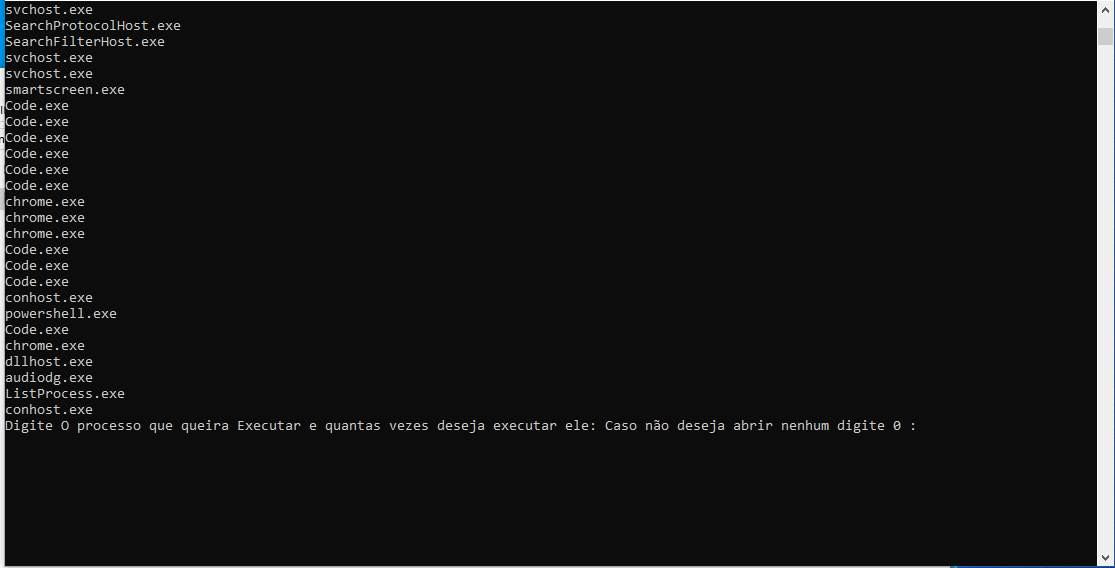 svchost.exe
SearchProtocolHost.exe
SearchFilterHost.exe
svchost.exe
svchost.exe
smartscreen.exe
Code.exe
Code.exe
Code.exe
Code.exe
Code.exe
Code.exe
chrome.exe
chrome.exe
chrome.exe
Code.exe
Code.exe
Code.exe
conhost.exe
powershell.exe
Code.exe
chrome.exe
dllhost.exe
audiodg.exe
ListProcess.exe
conhost.exe
Digite O processo que queira Executar e quantas vezes deseja executar ele: Caso não deseja abrir nenhum digite 0 :